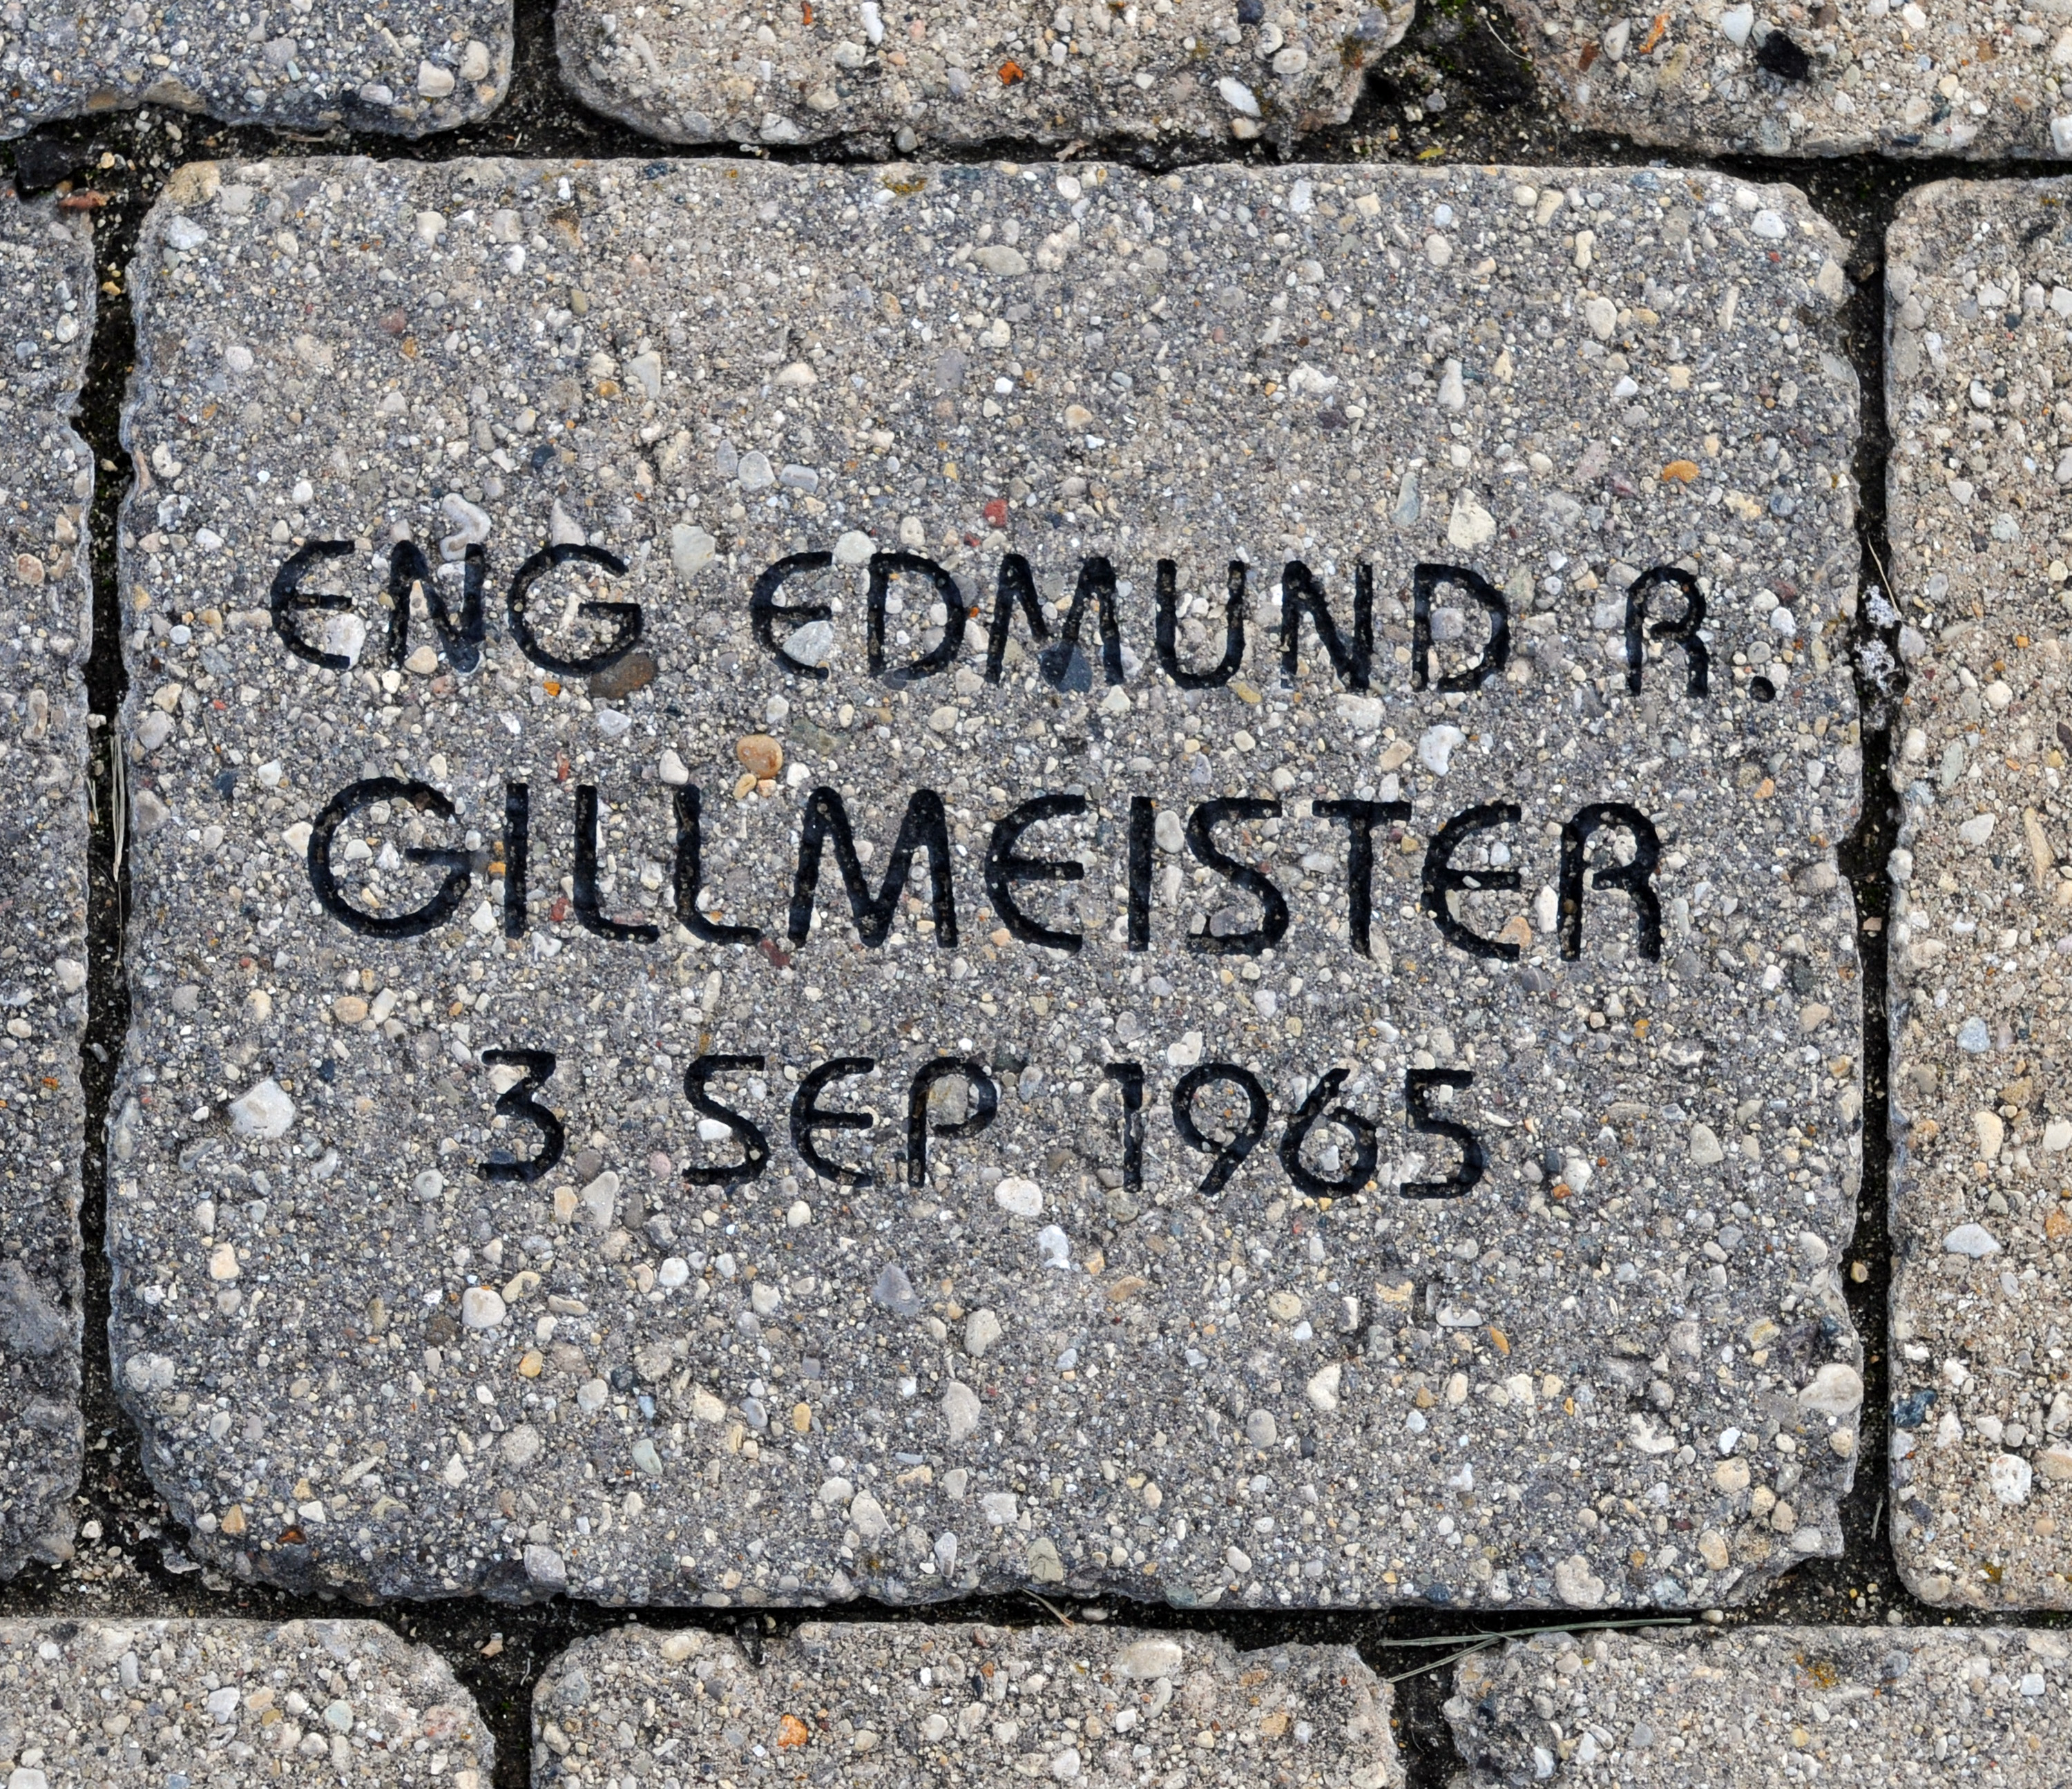 ENG EDMUND R.
GILLMEISTER
3 SEP 1965